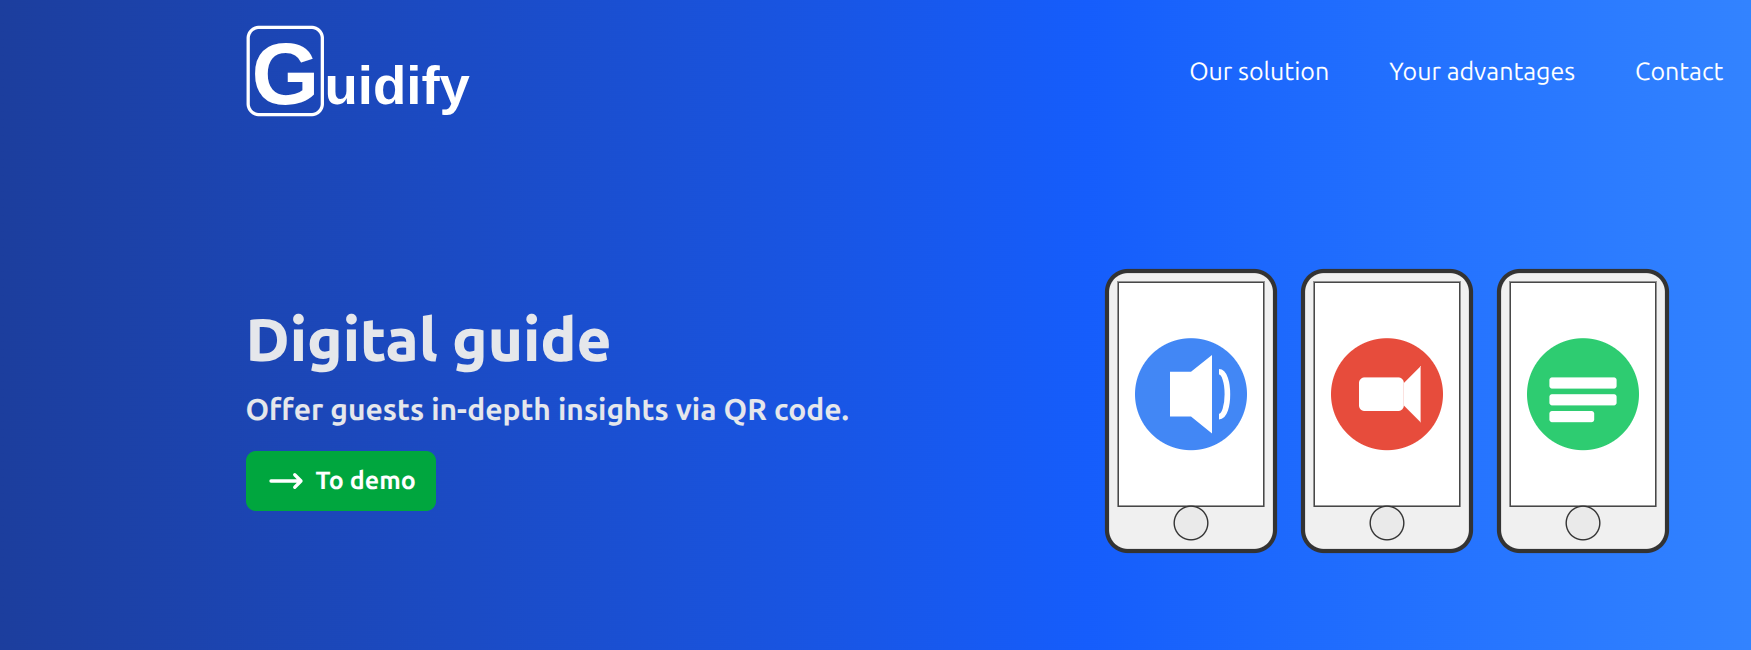 Guidify
Our solution
Your advantages
Contact
Digital guide
Offer guests in-depth insights via QR code.
To demo